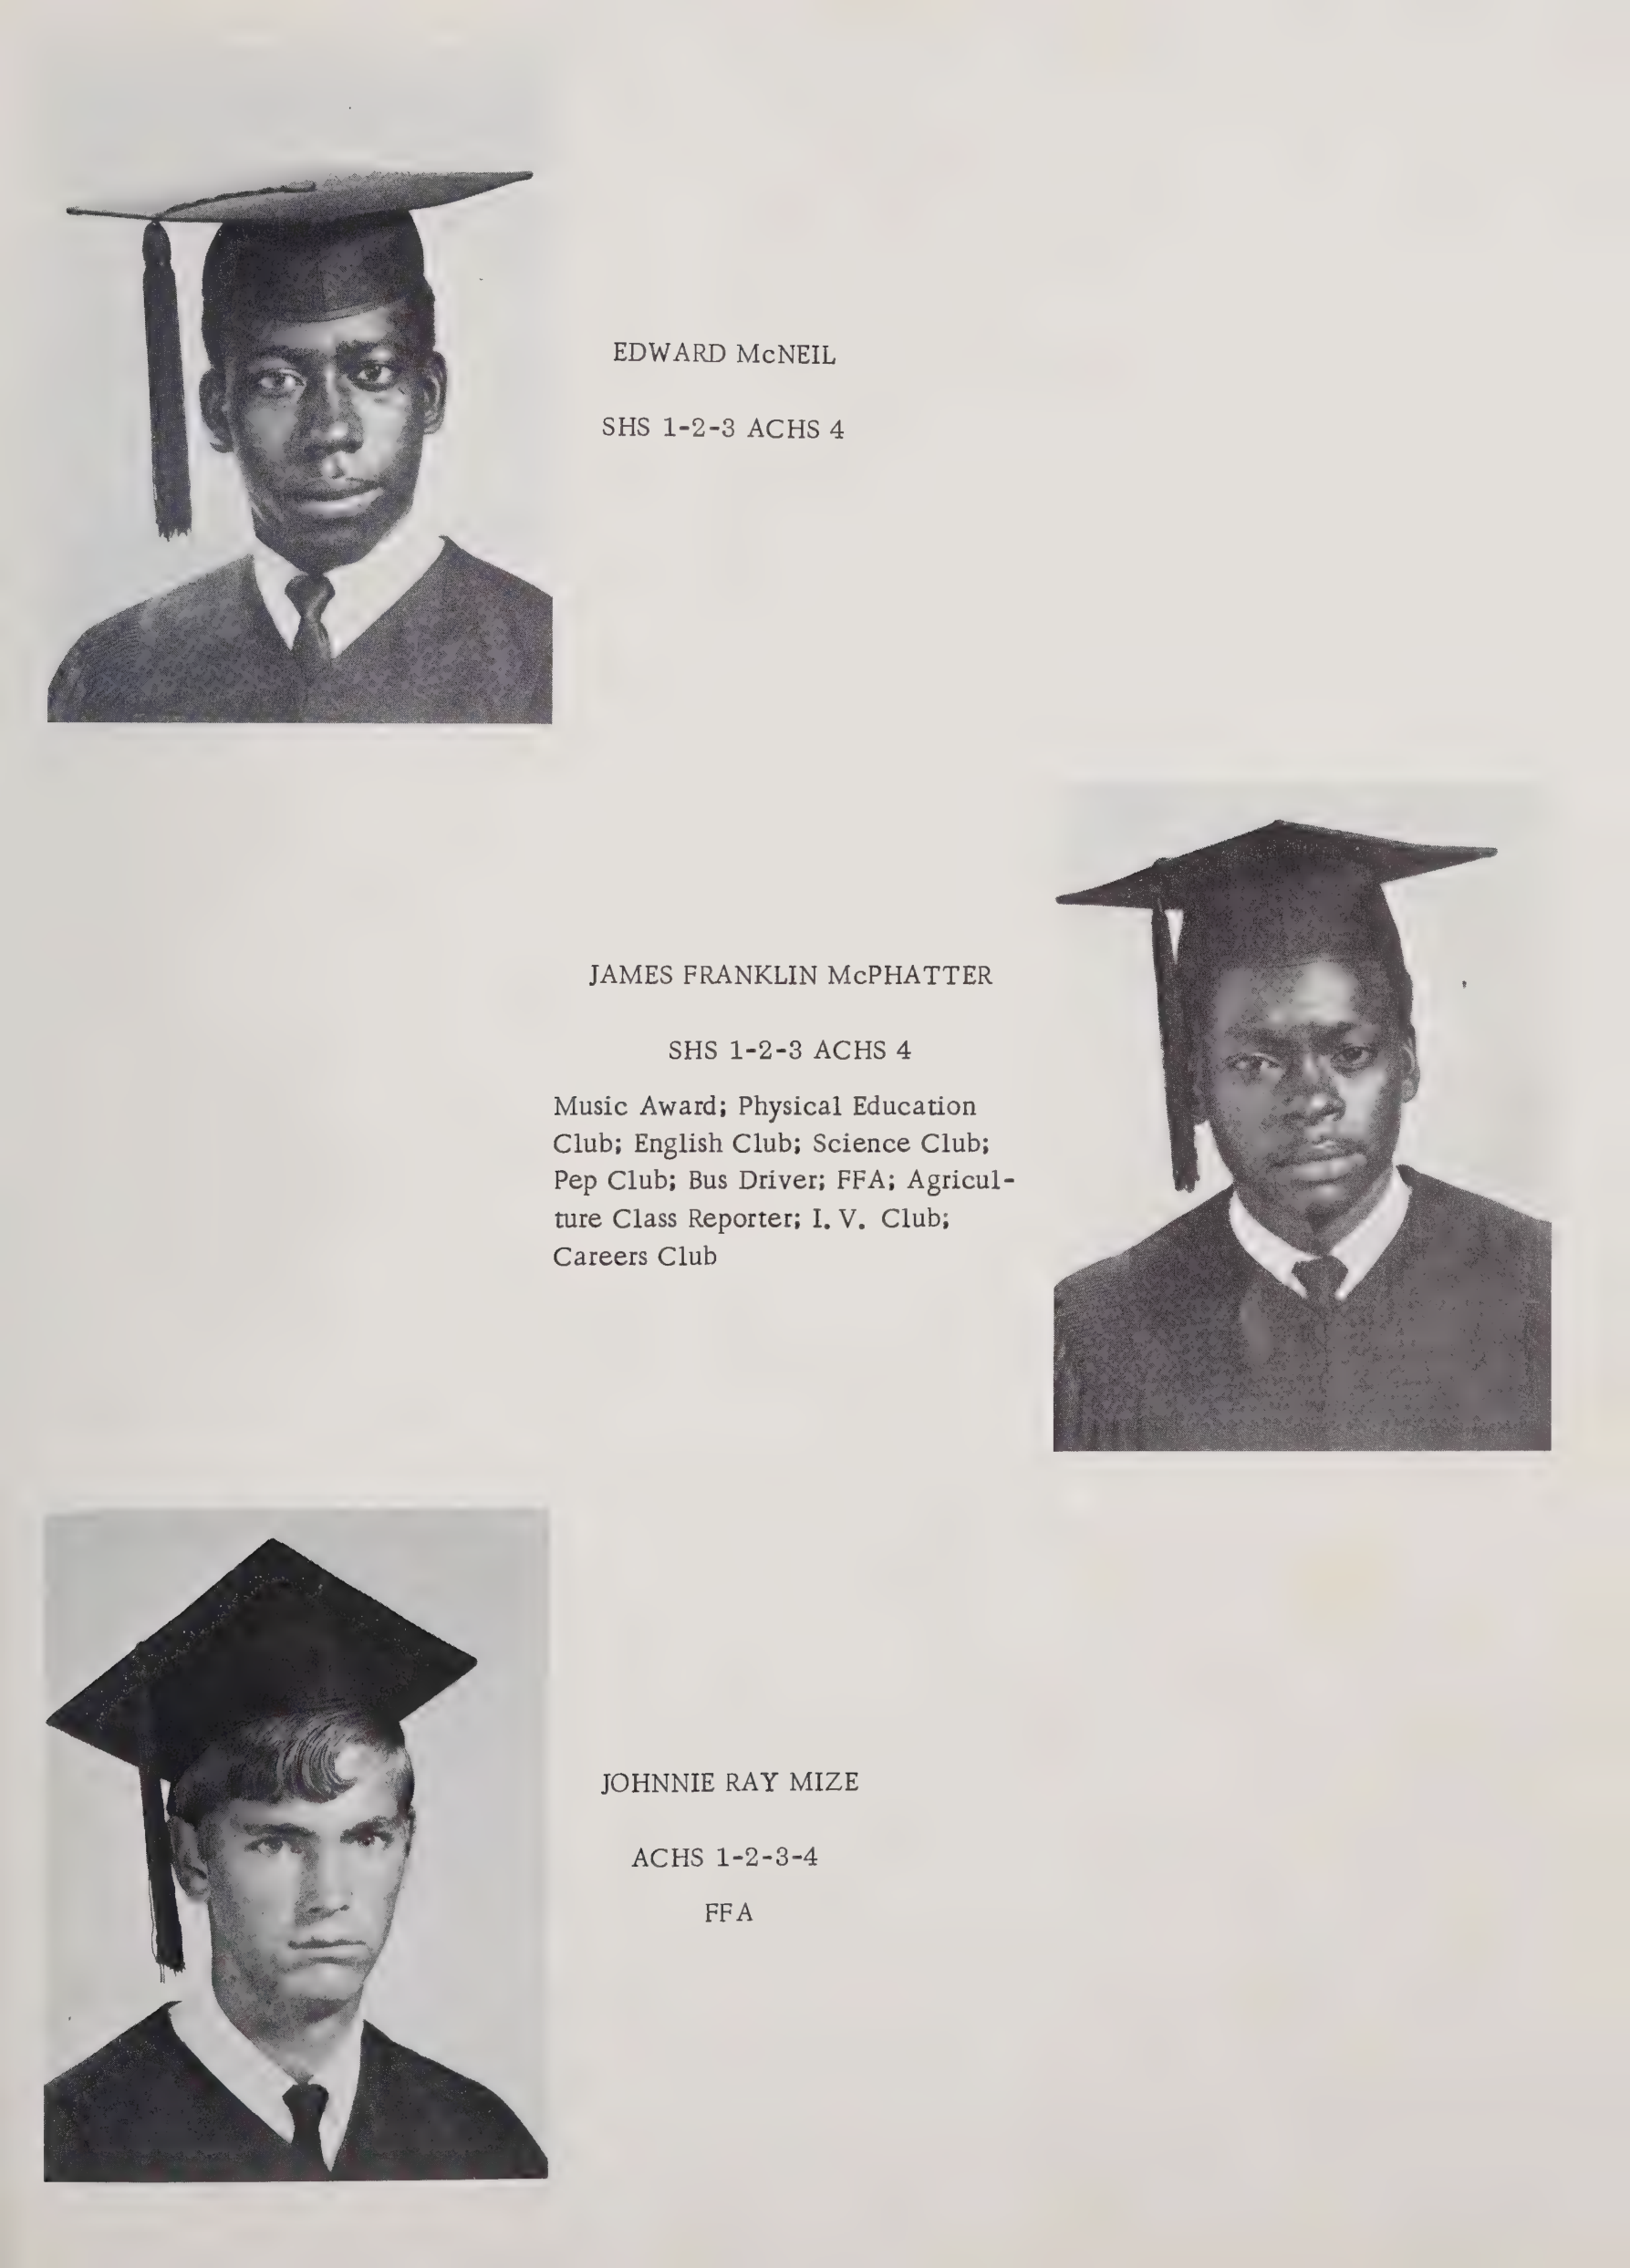 EDWARD McNEIL
SHS 1-2-3 ACHS 4
JAMES FRANKLIN McPHATTER
SHS 1-2-3 ACHS 4
Music Award; Physical Education
Club; English Club; Science Club;
Pep Club; Bus Driver; FFA; Agricul-
ture Class Reporter; I. V. Club;
Careers Club
JOHNNIE RAY MIZE
ACHS 1-2-3-4
FFA